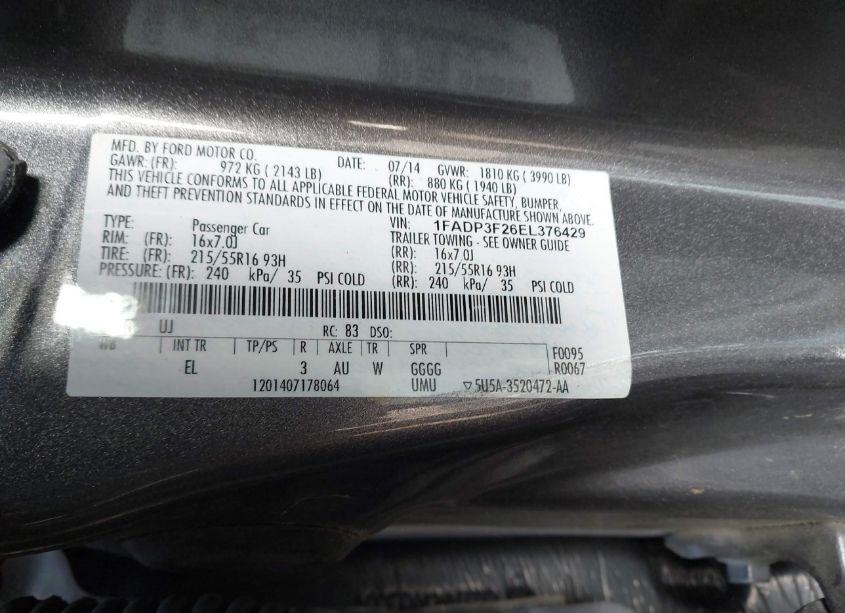 MFD. BY FORD MOTOR CO. DATE: 07/14 GVWR: 1810 KG ( 3990 LB)
GAWR: (FR): 972 KG ( 2143 LB) (RR): 880 KG ( 1940 LB)
THIS VEHICLE CONFORMS TO ALL APPLICABLE FEDERAL MOTOR VEHICLE SAFETY, BUMPER,
AND THEFT PREVENTION STANDARDS IN EFFECT ON THE DATE OF MANUFACTURE SHOWN ABOVE.
VIN: 1FADP3F26EL376429
TYPE: Passenger Car TRAILER TOWING - SEE OWNER GUIDE
RIM: (FR): 16x7.0J (RR): 16x7.0J
TIRE: (FR): 215/55R16 93H (RR): 215/55R16 93H
PRESSURE: (FR): 240 kPa/ 35 PSI COLD (RR): 240 kPa/ 35 PSI COLD
UJ RC: 83 DSO:
WB INT TR TP/PS R AXLE TR SPR F0095
EL 3 AU W GGGG R0067
1201407178064 UMU ▽5U5A-3520472-AA